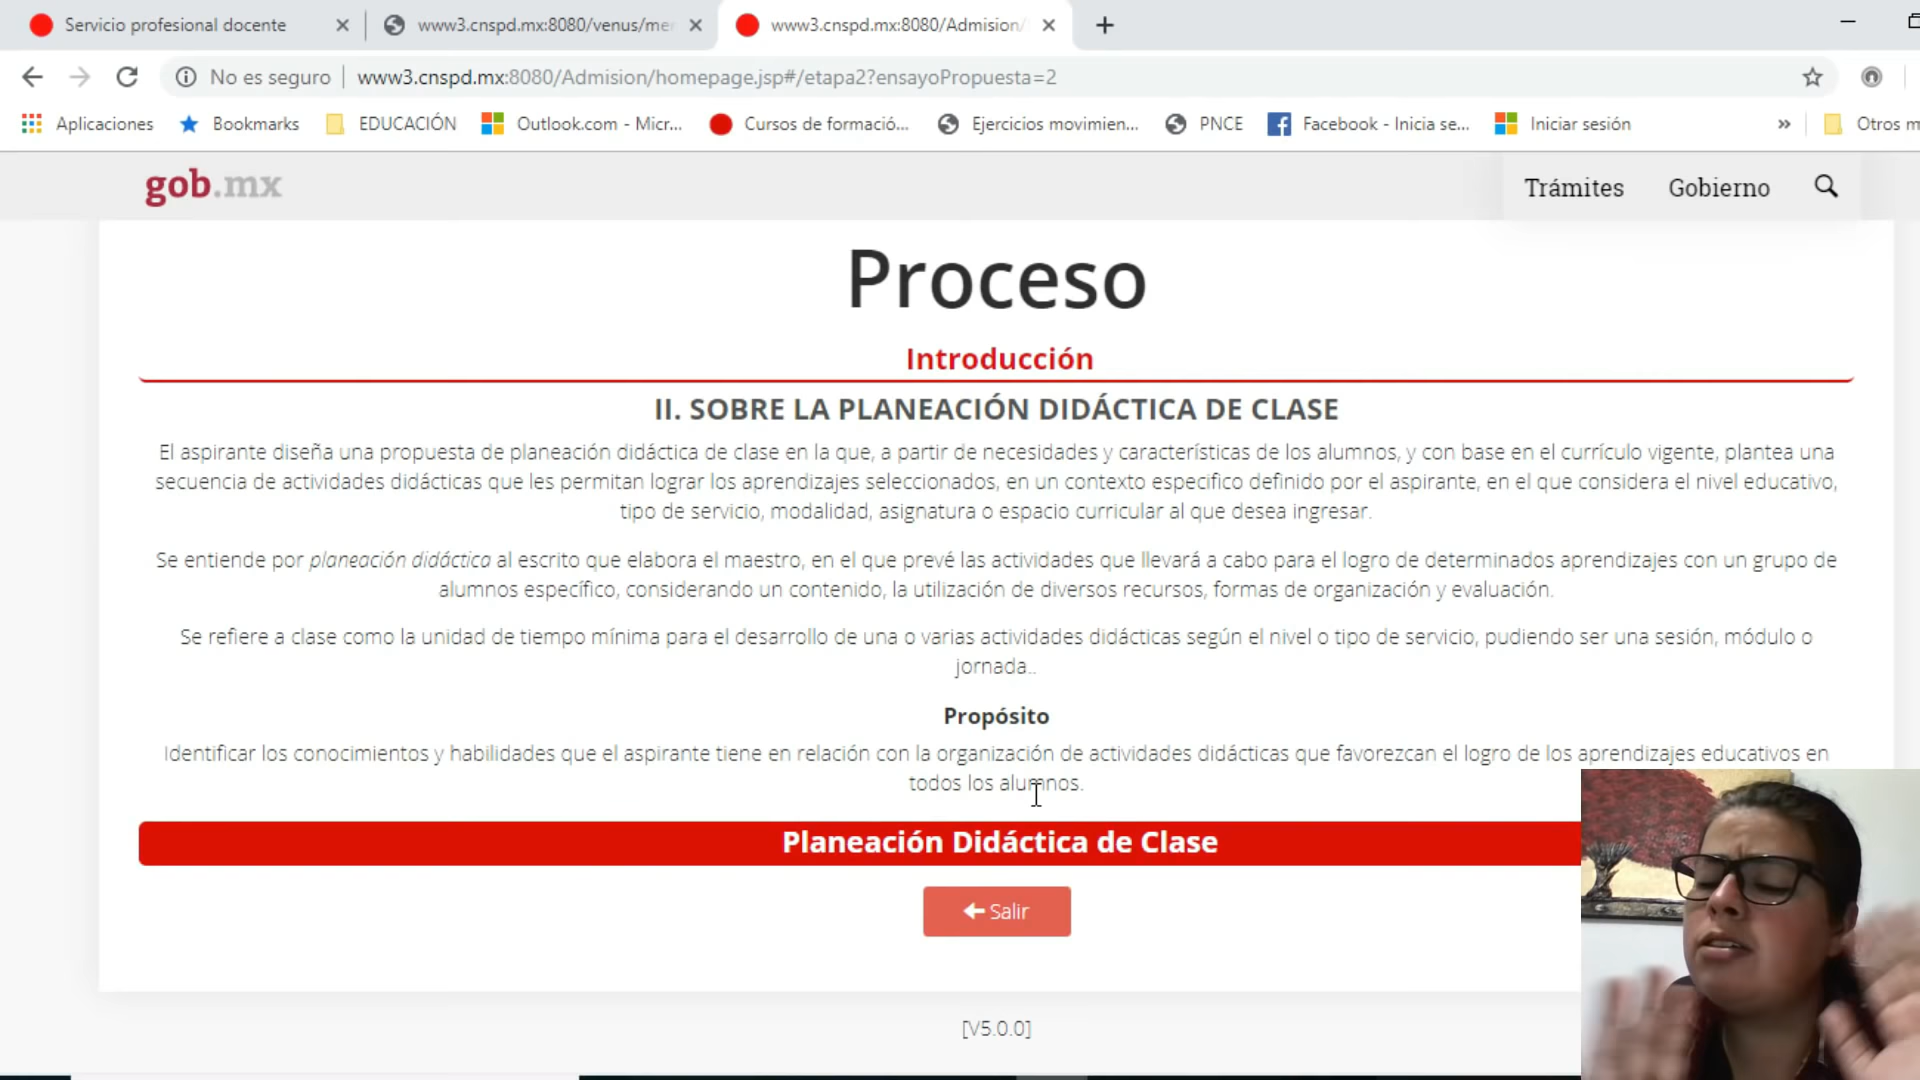 Servicio profesional docente
www3.cnspd.mx:8080/venus/me
www3.cnspd.mx:8080/Admision/
No es seguro
www3.cnspd.mx:8080/Admision/homepage.jsp#/etapa2?ensayoPropuesta=2
Aplicaciones
Bookmarks
EDUCACIÓN
Outlook.com - Micr...
Cursos de formació...
Ejercicios movimien...
PNCE
Facebook - Inicia se...
Iniciar sesión
»
Otros m
gob.mx
Trámites
Gobierno
Proceso
Introducción
II. SOBRE LA PLANEACIÓN DIDÁCTICA DE CLASE
El aspirante diseña una propuesta de planeación didáctica de clase en la que, a partir de necesidades y características de los alumnos, y con base en el currículo vigente, plantea una
secuencia de actividades didácticas que les permitan lograr los aprendizajes seleccionados, en un contexto especifico definido por el aspirante, en el que considera el nivel educativo,
tipo de servicio, modalidad, asignatura o espacio curricular al que desea ingresar.
Se entiende por planeación didáctica al escrito que elabora el maestro, en el que prevé las actividades que llevará a cabo para el logro de determinados aprendizajes con un grupo de
alumnos específico, considerando un contenido, la utilización de diversos recursos, formas de organización y evaluación.
Se refiere a clase como la unidad de tiempo mínima para el desarrollo de una o varias actividades didácticas según el nivel o tipo de servicio, pudiendo ser una sesión, módulo o
jornada..
Propósito
Identificar los conocimientos y habilidades que el aspirante tiene en relación con la organización de actividades didácticas que favorezcan el logro de los aprendizajes educativos en
todos los alumnos.
Planeación Didáctica de Clase
Salir
[V5.0.0]